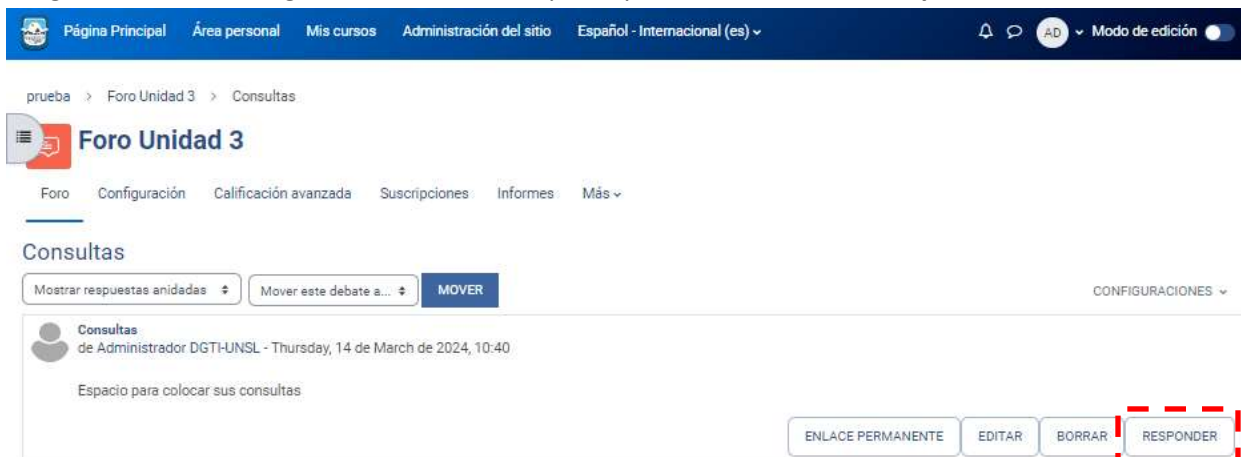 Página Principal Área personal Mis cursos Administración del sitio Español - Internacional (es) AD Modo de edición
prueba > Foro Unidad 3 > Consultas
Foro Unidad 3
Foro Configuración Calificación avanzada Suscripciones Informes Más
Consultas
Mostrar respuestas anidadas Mover este debate a... MOVER CONFIGURACIONES
Consultas
de Administrador DGTI-UNSL - Thursday, 14 de March de 2024, 10:40
Espacio para colocar sus consultas
ENLACE PERMANENTE EDITAR BORRAR RESPONDER